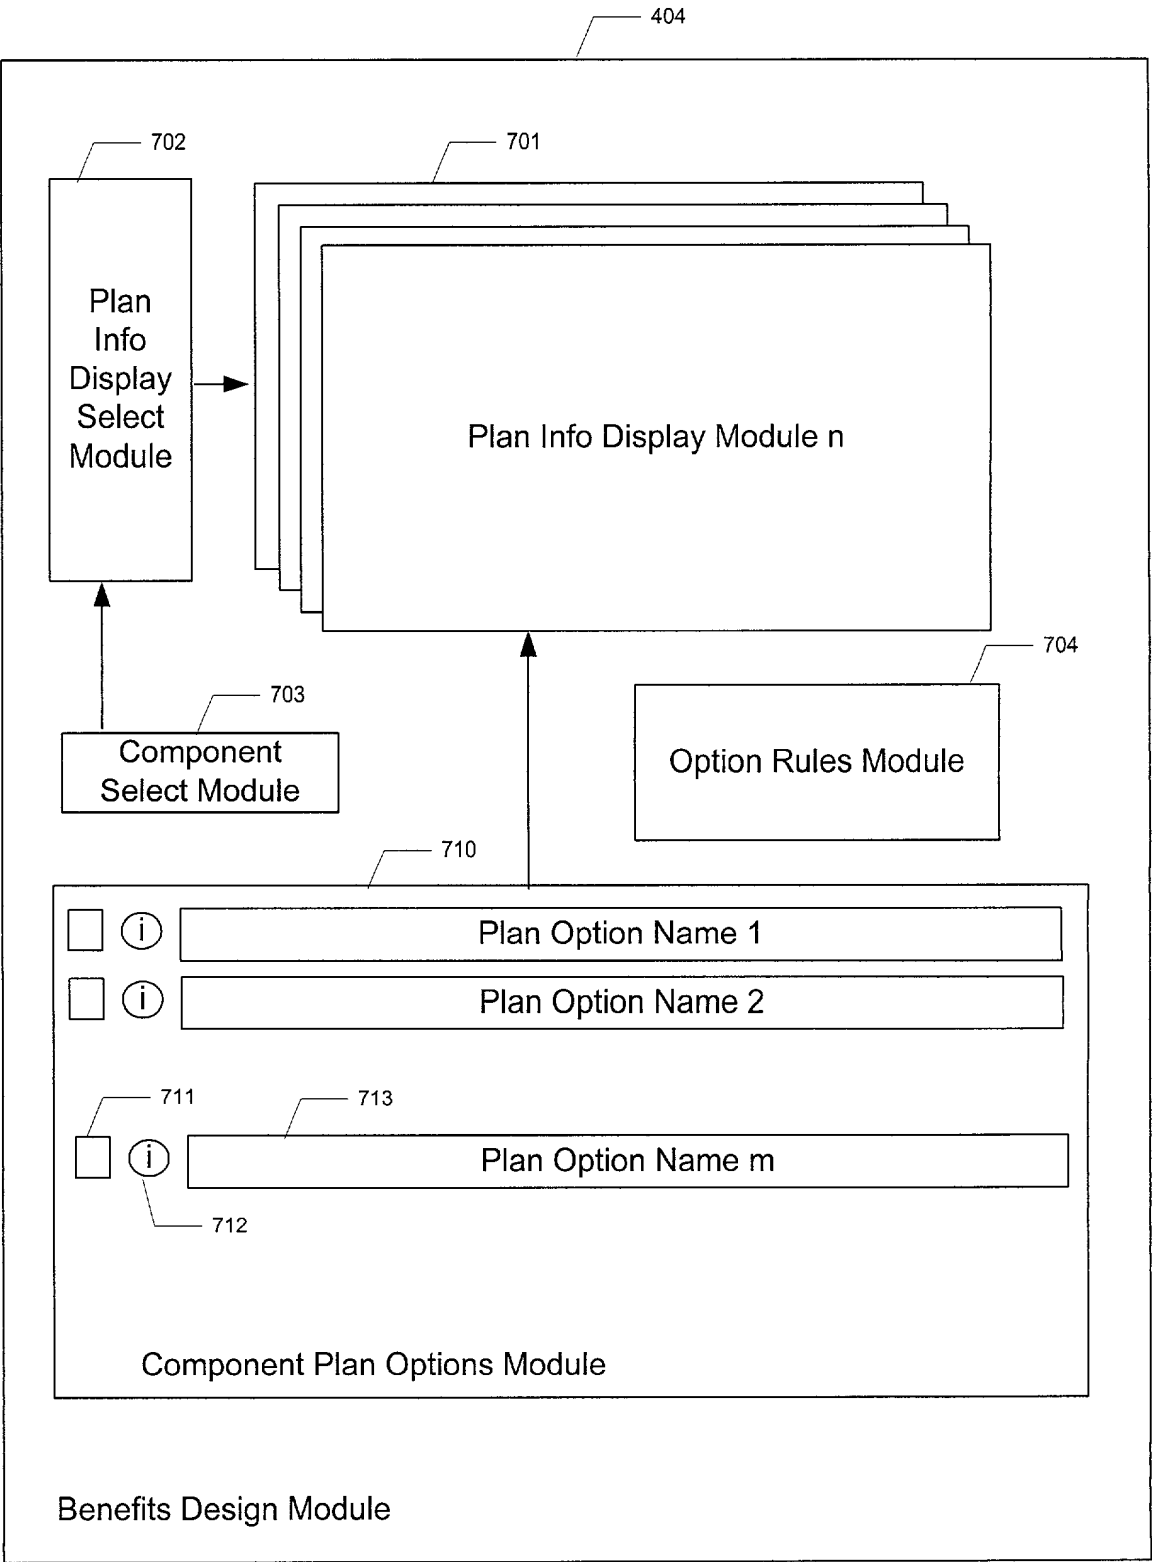 404
702
701
Plan
Info
Display
Select
Module
Plan Info Display Module n
704
703
Component
Select Module
Option Rules Module
710
i
Plan Option Name 1
i
Plan Option Name 2
711
713
i
Plan Option Name m
712
Component Plan Options Module
Benefits Design Module